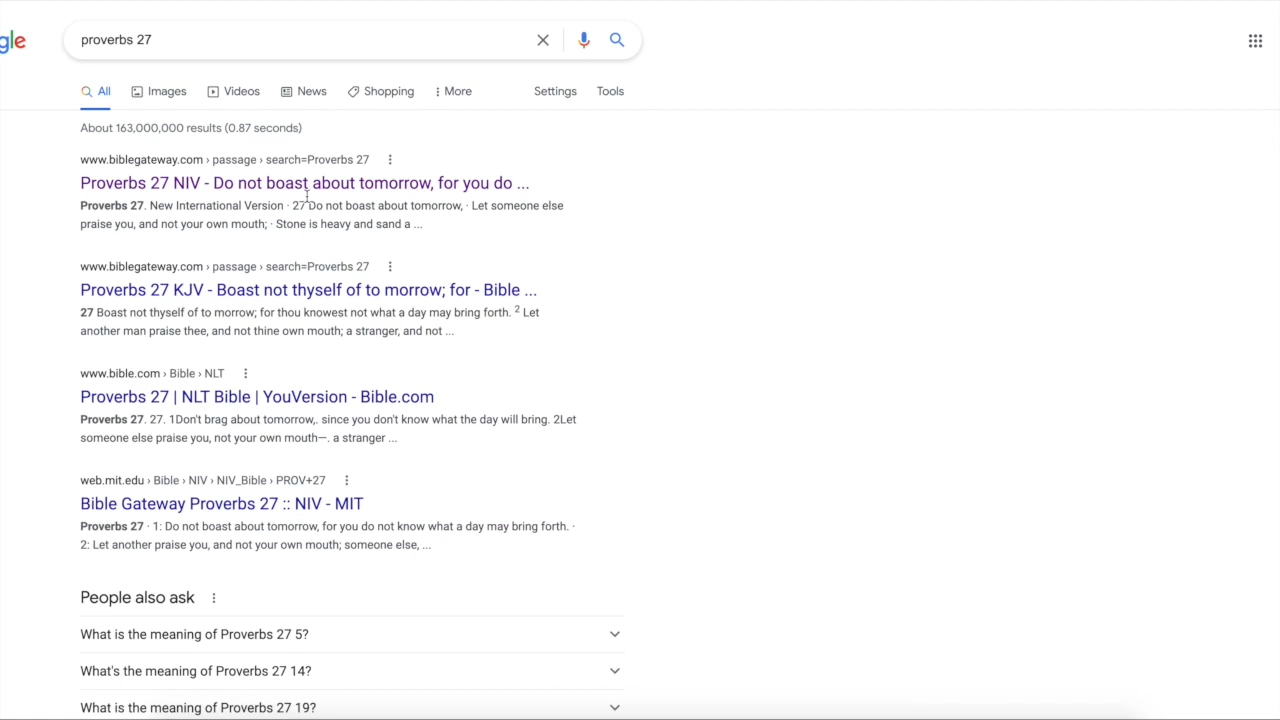 gle
proverbs 27
All Images Videos News Shopping More Settings Tools
About 163,000,000 results (0.87 seconds)
www.biblegateway.com › passage › search=Proverbs 27
Proverbs 27 NIV - Do not boast about tomorrow, for you do ...
Proverbs 27. New International Version · 27 Do not boast about tomorrow, · Let someone else
praise you, and not your own mouth; · Stone is heavy and sand a ...
www.biblegateway.com › passage › search=Proverbs 27
Proverbs 27 KJV - Boast not thyself of to morrow; for - Bible ...
27 Boast not thyself of to morrow; for thou knowest not what a day may bring forth. 2 Let
another man praise thee, and not thine own mouth; a stranger, and not ...
www.bible.com › Bible › NLT
Proverbs 27 | NLT Bible | YouVersion - Bible.com
Proverbs 27. 27. 1Don't brag about tomorrow,. since you don't know what the day will bring. 2Let
someone else praise you, not your own mouth—. a stranger ...
web.mit.edu › Bible › NIV › NIV_Bible › PROV+27
Bible Gateway Proverbs 27 :: NIV - MIT
Proverbs 27 · 1: Do not boast about tomorrow, for you do not know what a day may bring forth. ·
2: Let another praise you, and not your own mouth; someone else, ...
People also ask
What is the meaning of Proverbs 27 5?
What's the meaning of Proverbs 27 14?
What is the meaning of Proverbs 27 19?